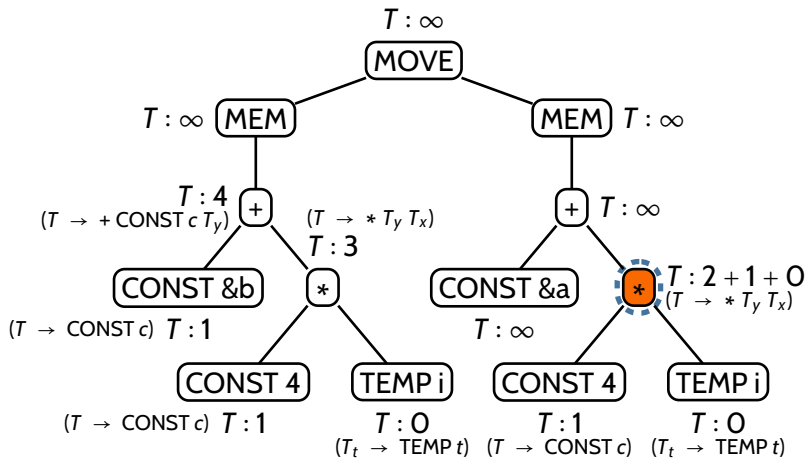 T : ∞
MOVE
T : ∞ MEM MEM T : ∞
T : 4
(T → + CONST c T_y) + (T → * T_y T_x) + T : ∞
T : 3
CONST &b * CONST &a * T : 2 + 1 + 0
(T → * T_y T_x)
(T → CONST c) T : 1 T : ∞
CONST 4 TEMP i CONST 4 TEMP i
(T → CONST c) T : 1 T : 0 T : 1 T : 0
(T_t → TEMP t) (T → CONST c) (T_t → TEMP t)